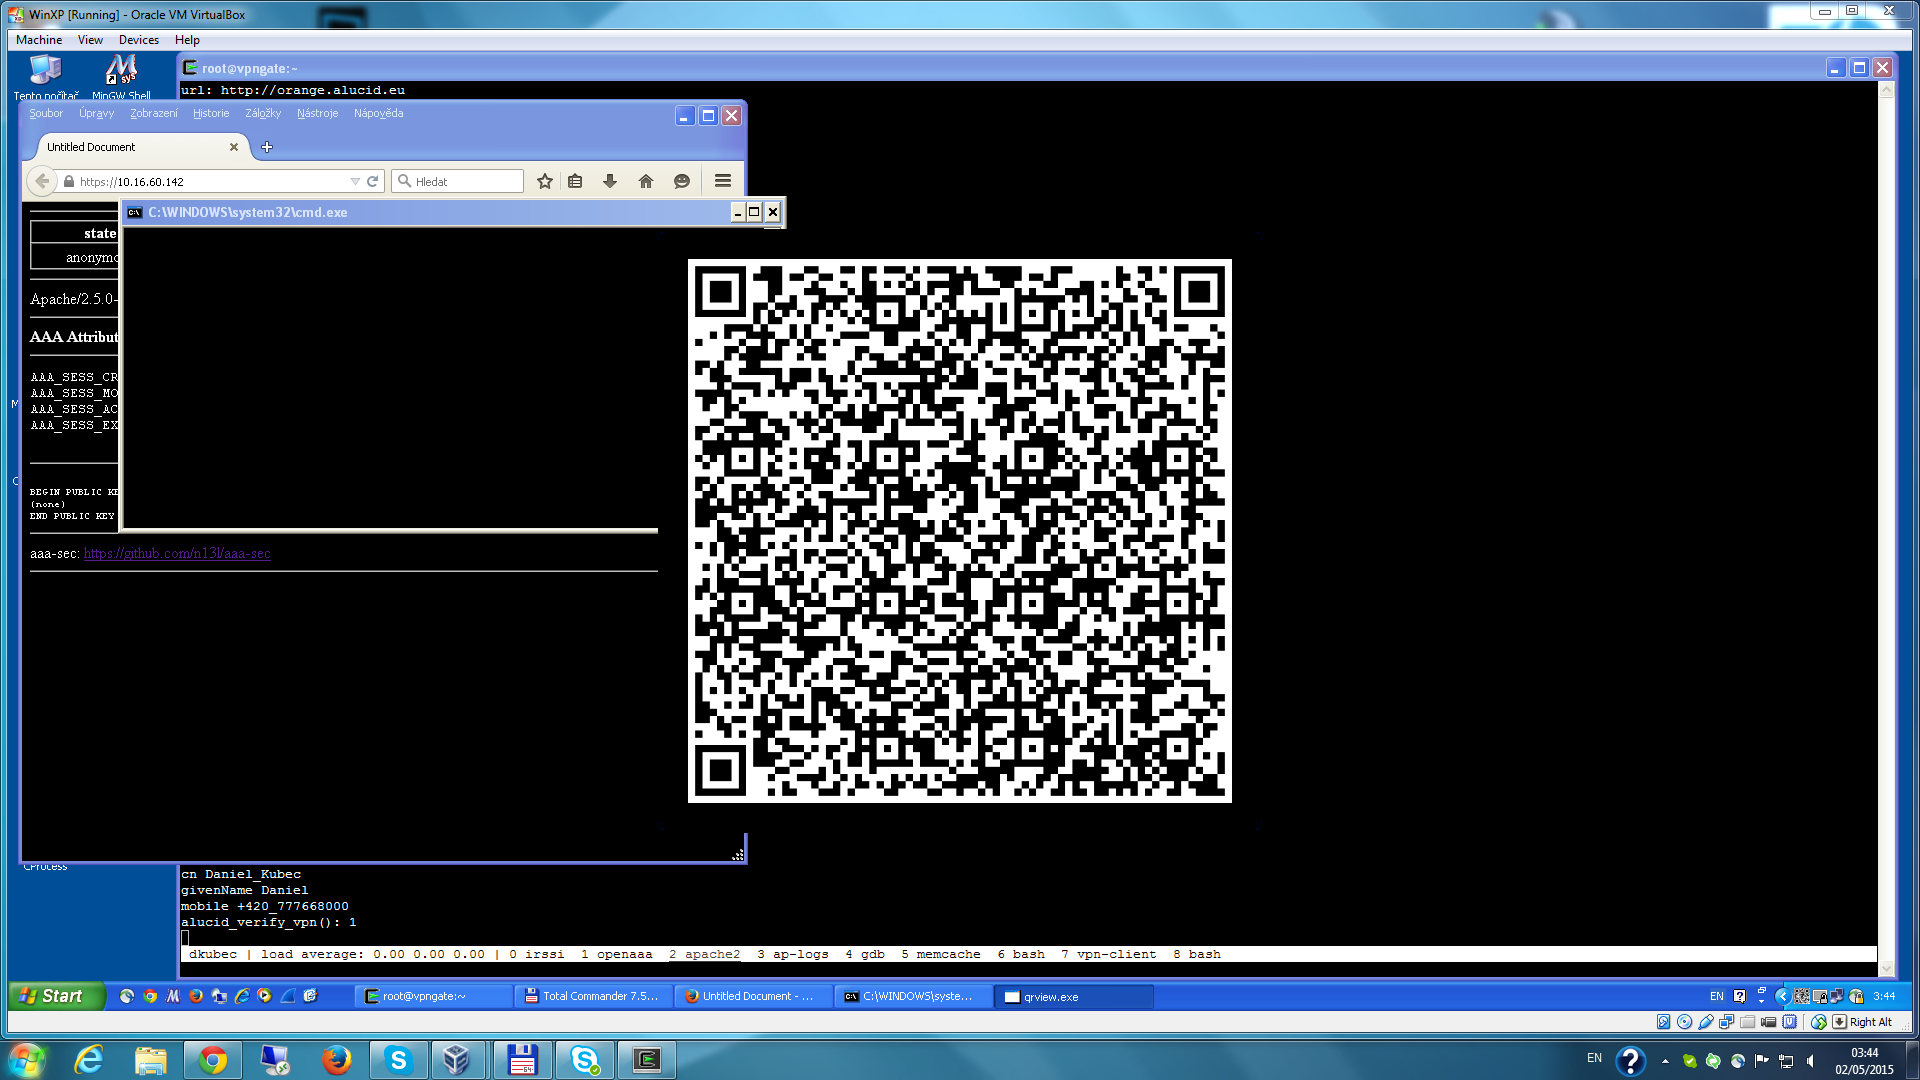 WinXP [Running] - Oracle VM VirtualBox
Machine View Devices Help
Tento počítač
MinGW Shell
root@vpngate:~
url: http://orange.alucid.eu
Soubor Úpravy Zobrazení Historie Záložky Nástroje Nápověda
Untitled Document
https://10.16.60.142
Hledat
C:\WINDOWS\system32\cmd.exe
state
anonymo
Apache/2.5.0-
AAA Attribut
AAA_SESS_CR
AAA_SESS_MO
AAA_SESS_AC
AAA_SESS_EX
BEGIN PUBLIC KE
(none)
END PUBLIC KEY
aaa-sec: https://github.com/n13l/aaa-sec
CProcess
cn Daniel_Kubec
givenName Daniel
mobile +420_777668000
alucid_verify_vpn(): 1
dkubec | load average: 0.00 0.00 0.00 | 0 irssi 1 openaaa 2 apache2 3 ap-logs 4 gdb 5 memcache 6 bash 7 vpn-client 8 bash
Start
root@vpngate:~
Total Commander 7.5...
Untitled Document - ...
C:\WINDOWS\syste...
qrview.exe
EN
3:44
Right Alt
EN
03:44
02/05/2015